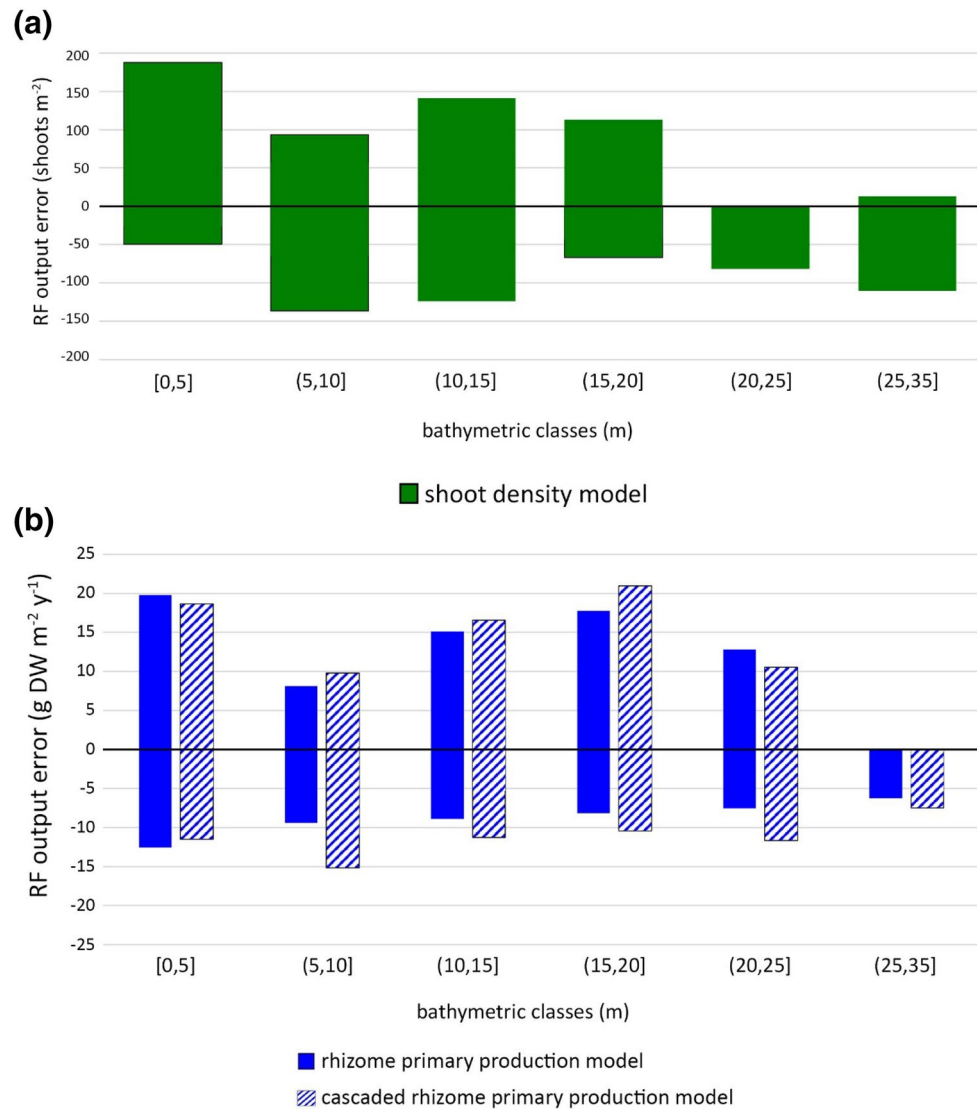 (a)
RF output error (shoots m⁻²)
200
150
100
50
0
-50
-100
-150
-200
[0,5] (5,10] (10,15] (15,20] (20,25] (25,35]
bathymetric classes (m)
shoot density model
(b)
RF output error (g DW m⁻² y⁻¹)
25
20
15
10
5
0
-5
-10
-15
-20
-25
[0,5] (5,10] (10,15] (15,20] (20,25] (25,35]
bathymetric classes (m)
rhizome primary production model
cascaded rhizome primary production model